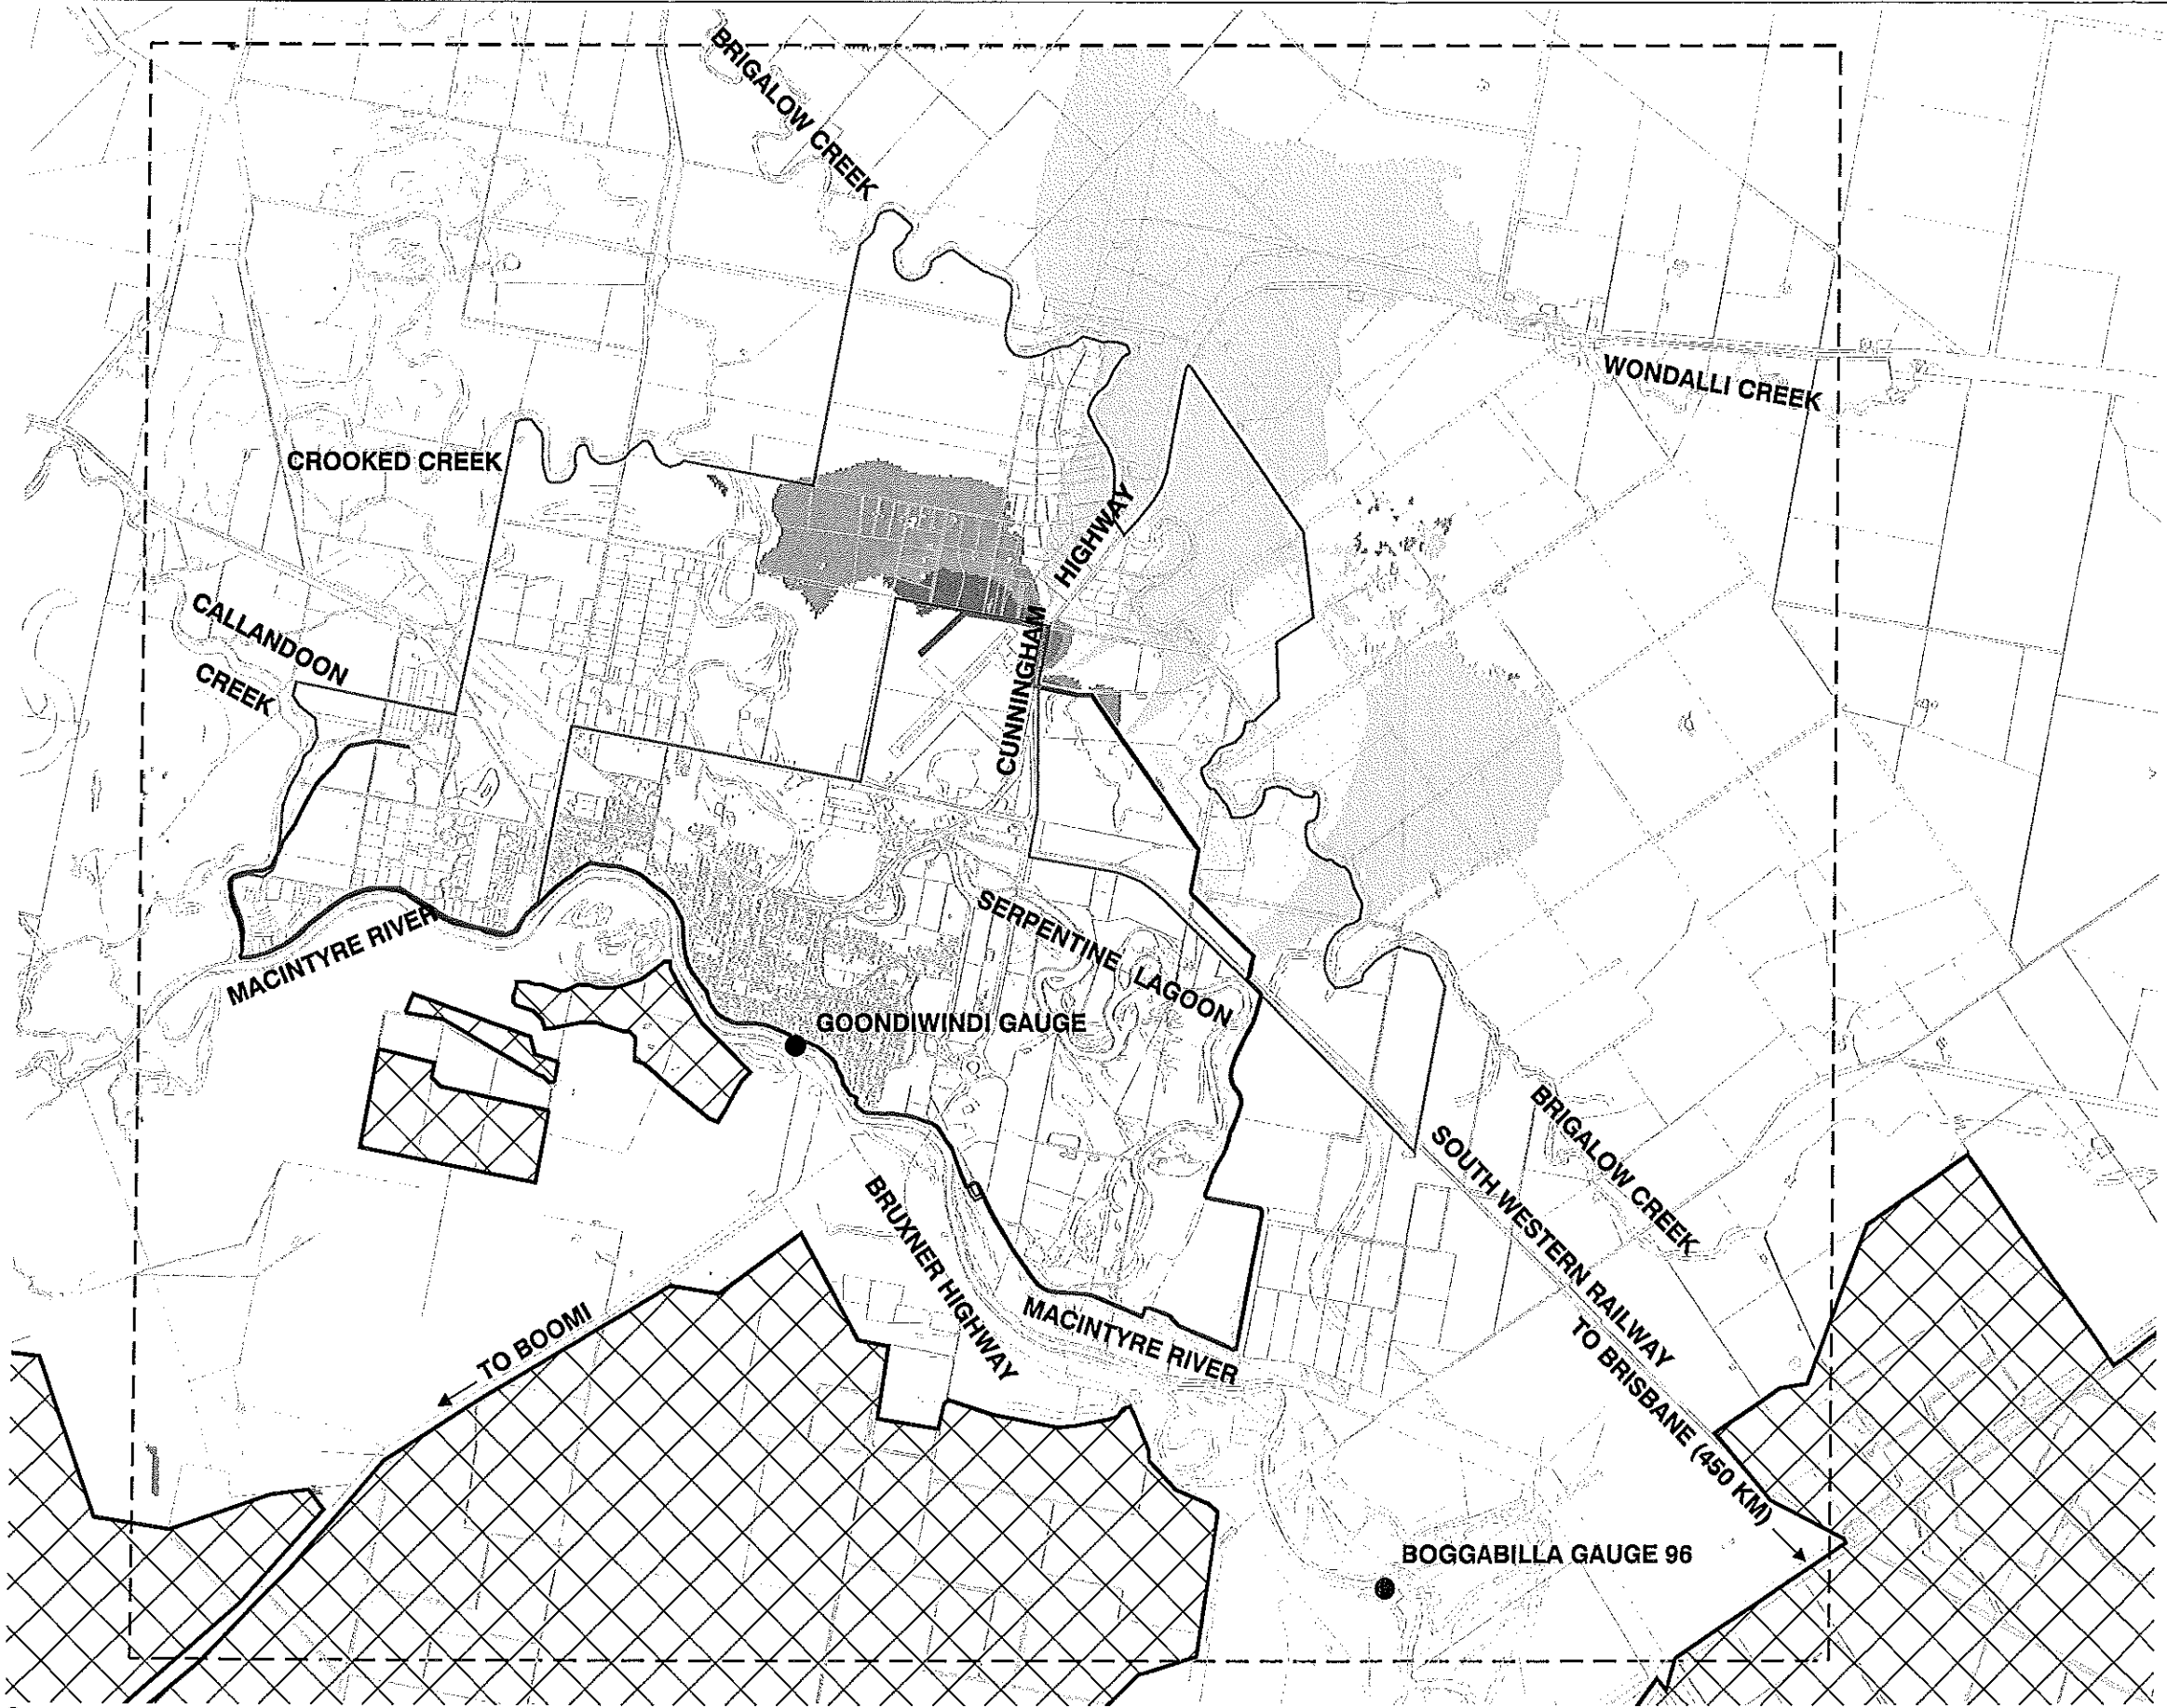 BRIGALOW CREEK
WONDALLI CREEK
CROOKED CREEK
HIGHWAY
CUNNINGHAM
CALLANDOON
CREEK
SERPENTINE LAGOON
MACINTYRE RIVER
GOONDIWINDI GAUGE
BRIGALOW CREEK
SOUTH WESTERN RAILWAY
TO BRISBANE (450 KM)
BRUXNER HIGHWAY
MACINTYRE RIVER
TO BOOMI
BOGGABILLA GAUGE 96